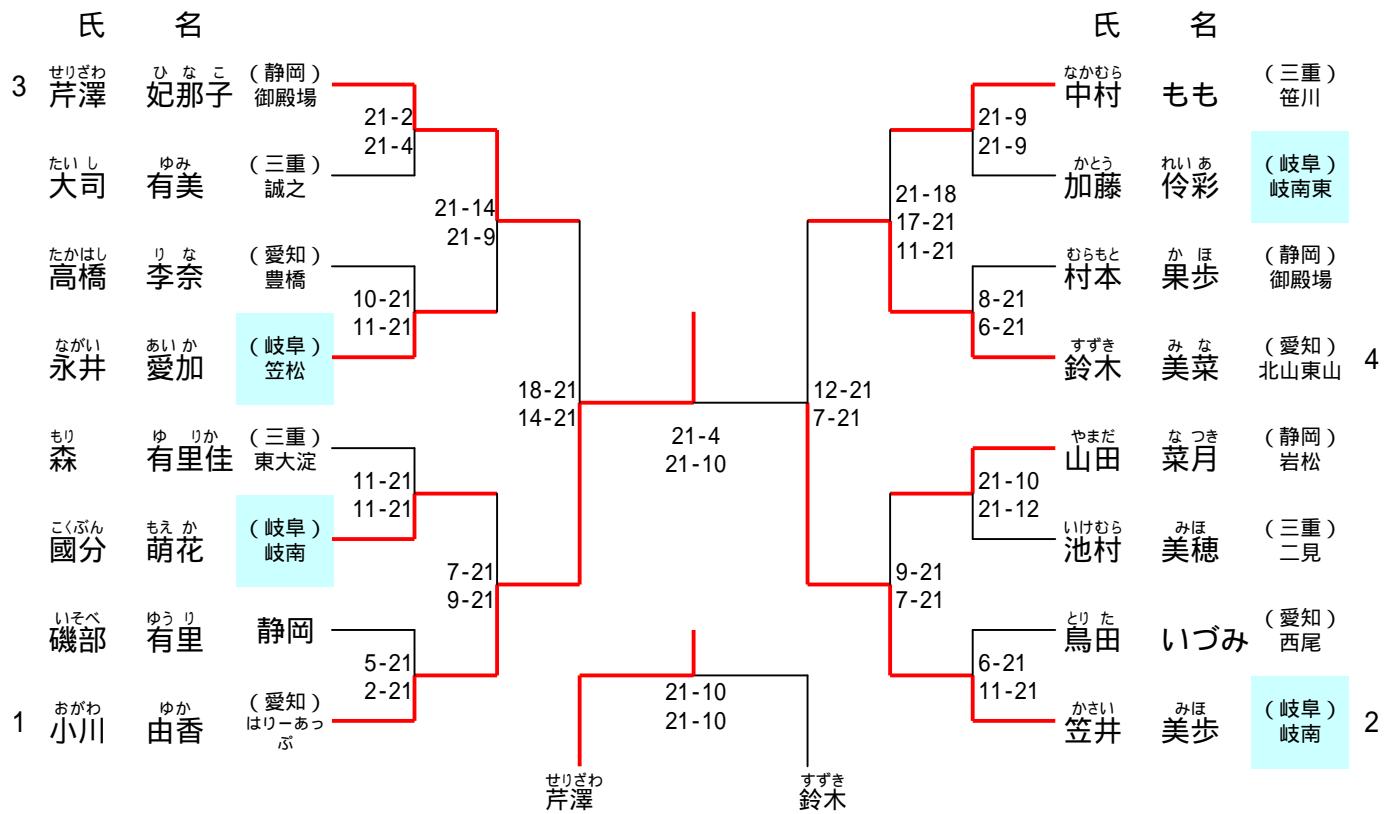 氏 名
せりざわ ひなこ (静岡)
3 芹澤 妃那子 御殿場
21-2
21-4
たいし ゆみ (三重)
大司 有美 誠之
21-14
21-9
たかはし りな (愛知)
高橋 李奈 豊橋
10-21
11-21
ながい あいか (岐阜)
永井 愛加 笠松
18-21
14-21
もり ゆりか (三重)
森 有里佳 東大淀
11-21
11-21
こくぶん もえか (岐阜)
國分 萌花 岐南
7-21
9-21
いそべ ゆうり
磯部 有里 静岡
5-21
2-21
おがわ ゆか (愛知)
1 小川 由香 はりーあっ
ぷ
21-4
21-10
21-10
21-10
せりざわ すずき
芹澤 鈴木
氏 名
なかむら (三重)
中村 もも 笹川
21-9
21-9
かとう れいあ (岐阜)
加藤 伶彩 岐南東
21-18
17-21
11-21
むらもと かほ (静岡)
村本 果歩 御殿場
8-21
6-21
すずき みな (愛知)
鈴木 美菜 北山東山 4
12-21
7-21
やまだ なつき (静岡)
山田 菜月 岩松
21-10
21-12
いけむら みほ (三重)
池村 美穂 二見
9-21
7-21
とりた (愛知)
鳥田 いづみ 西尾
6-21
11-21
かさい みほ (岐阜)
笠井 美歩 岐南 2